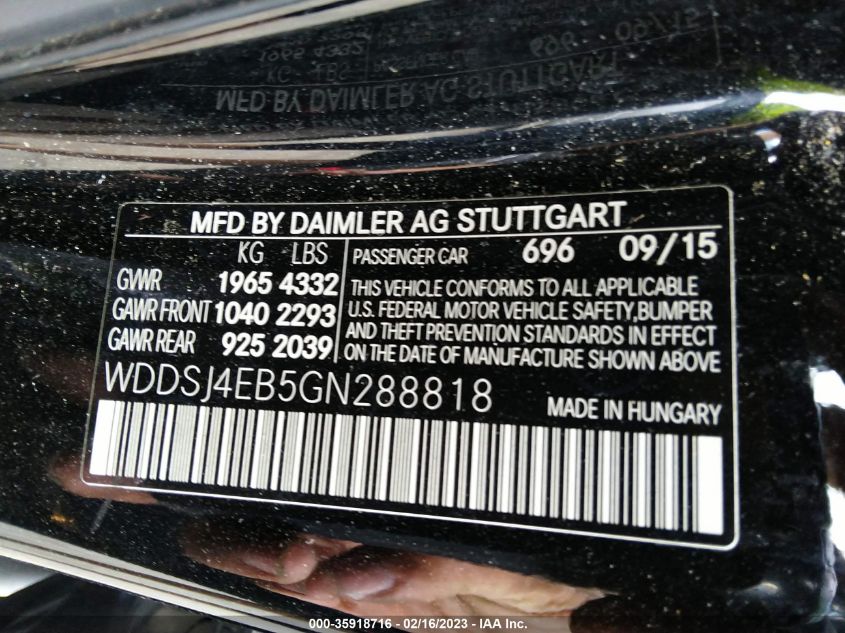 MFD BY DAIMLER AG STUTTGART
KG LBS
GVWR 1965 4332
GAWR FRONT 1040 2293
GAWR REAR 925 2039
PASSENGER CAR 696 09/15
THIS VEHICLE CONFORMS TO ALL APPLICABLE
U.S. FEDERAL MOTOR VEHICLE SAFETY,BUMPER
AND THEFT PREVENTION STANDARDS IN EFFECT
ON THE DATE OF MANUFACTURE SHOWN ABOVE
WDDSJ4EB5GN288818
MADE IN HUNGARY
000-35918716 - 02/16/2023 - IAA Inc.